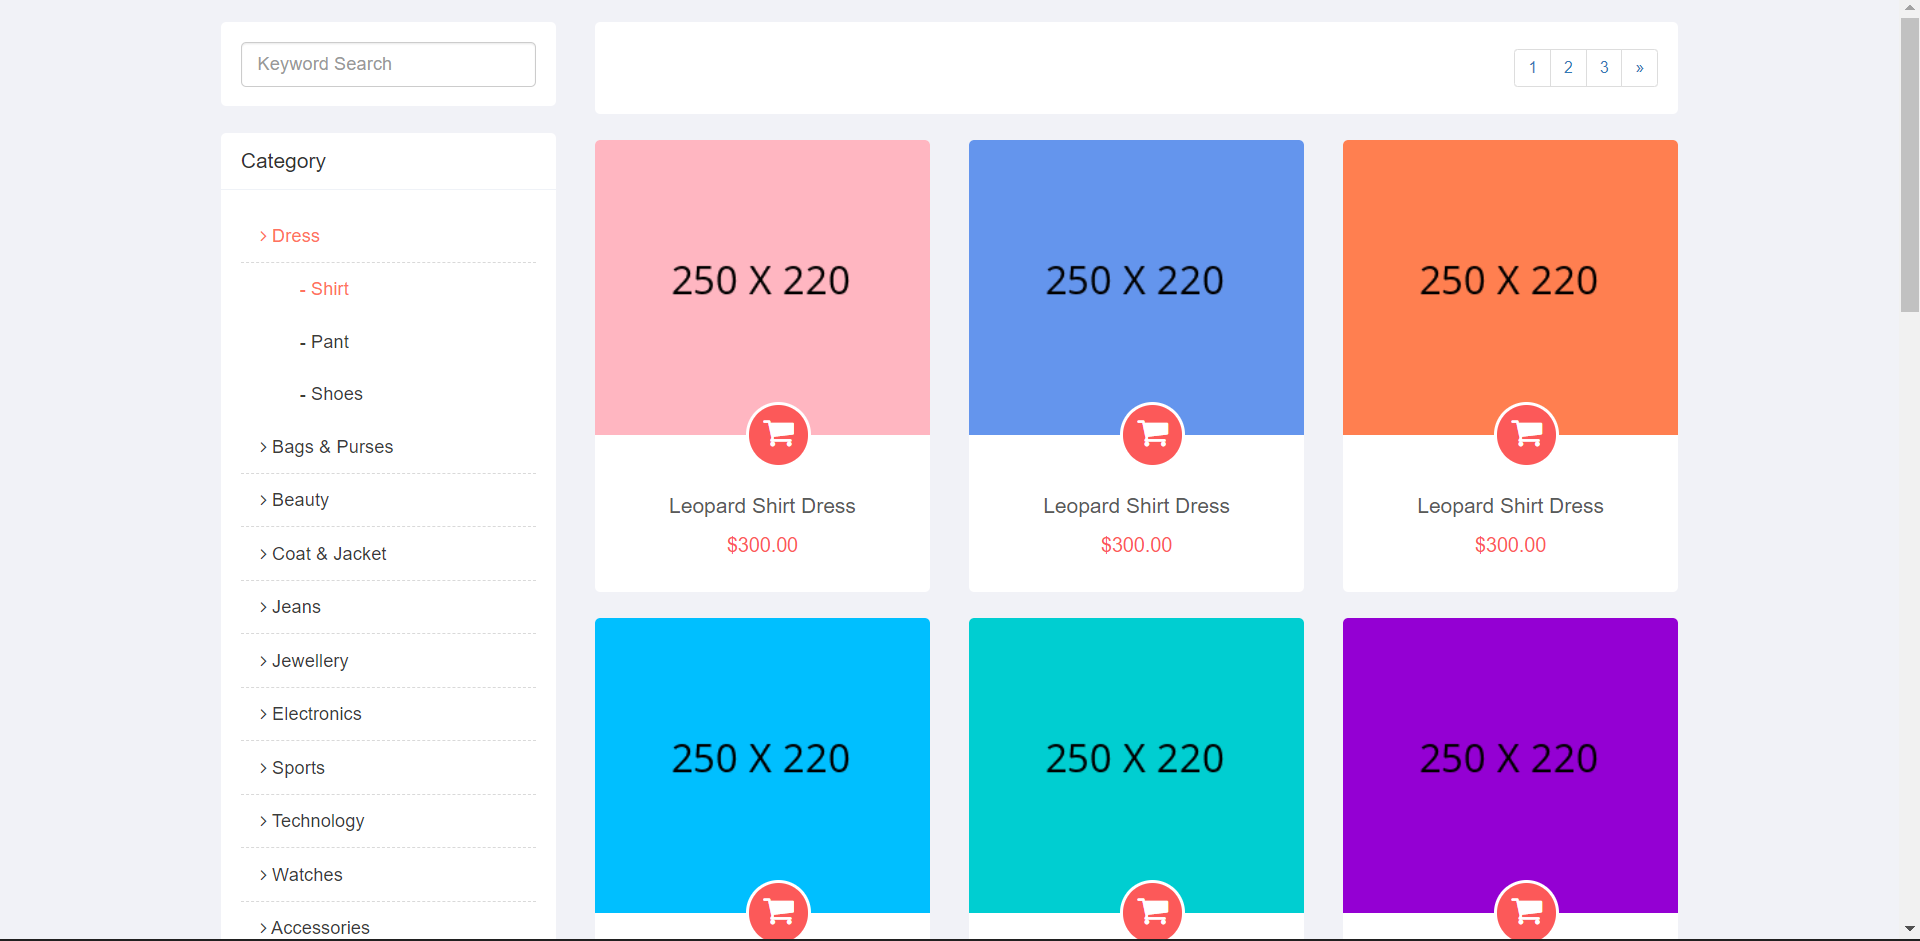 Keyword Search
1 2 3 »
Category
Dress
- Shirt
- Pant
- Shoes
Bags & Purses
Beauty
Coat & Jacket
Jeans
Jewellery
Electronics
Sports
Technology
Watches
Accessories
250 X 220
250 X 220
250 X 220
Leopard Shirt Dress
$300.00
Leopard Shirt Dress
$300.00
Leopard Shirt Dress
$300.00
250 X 220
250 X 220
250 X 220